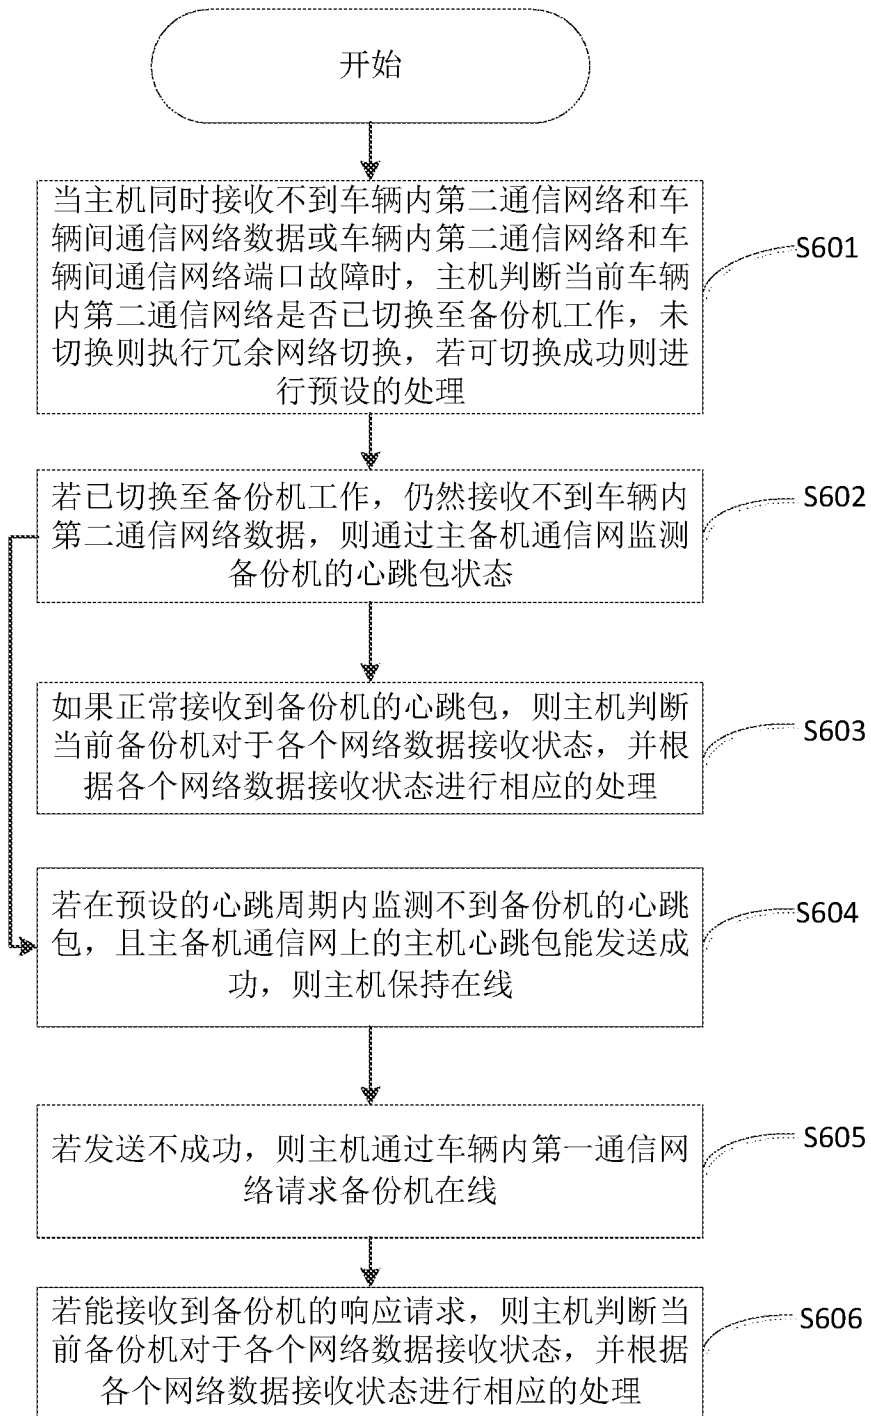 开始
当主机同时接收不到车辆内第二通信网络和车
辆间通信网络数据或车辆内第二通信网络和车
辆间通信网络端口故障时，主机判断当前车辆
内第二通信网络是否已切换至备份机工作，未
切换则执行冗余网络切换，若可切换成功则进
行预设的处理
S601
若已切换至备份机工作，仍然接收不到车辆内
第二通信网络数据，则通过主备机通信网监测
备份机的心跳包状态
S602
如果正常接收到备份机的心跳包，则主机判断
当前备份机对于各个网络数据接收状态，并根
据各个网络数据接收状态进行相应的处理
S603
若在预设的心跳周期内监测不到备份机的心跳
包，且主备机通信网上的主机心跳包能发送成
功，则主机保持在线
S604
若发送不成功，则主机通过车辆内第一通信网
络请求备份机在线
S605
若能接收到备份机的响应请求，则主机判断当
前备份机对于各个网络数据接收状态，并根据
各个网络数据接收状态进行相应的处理
S606